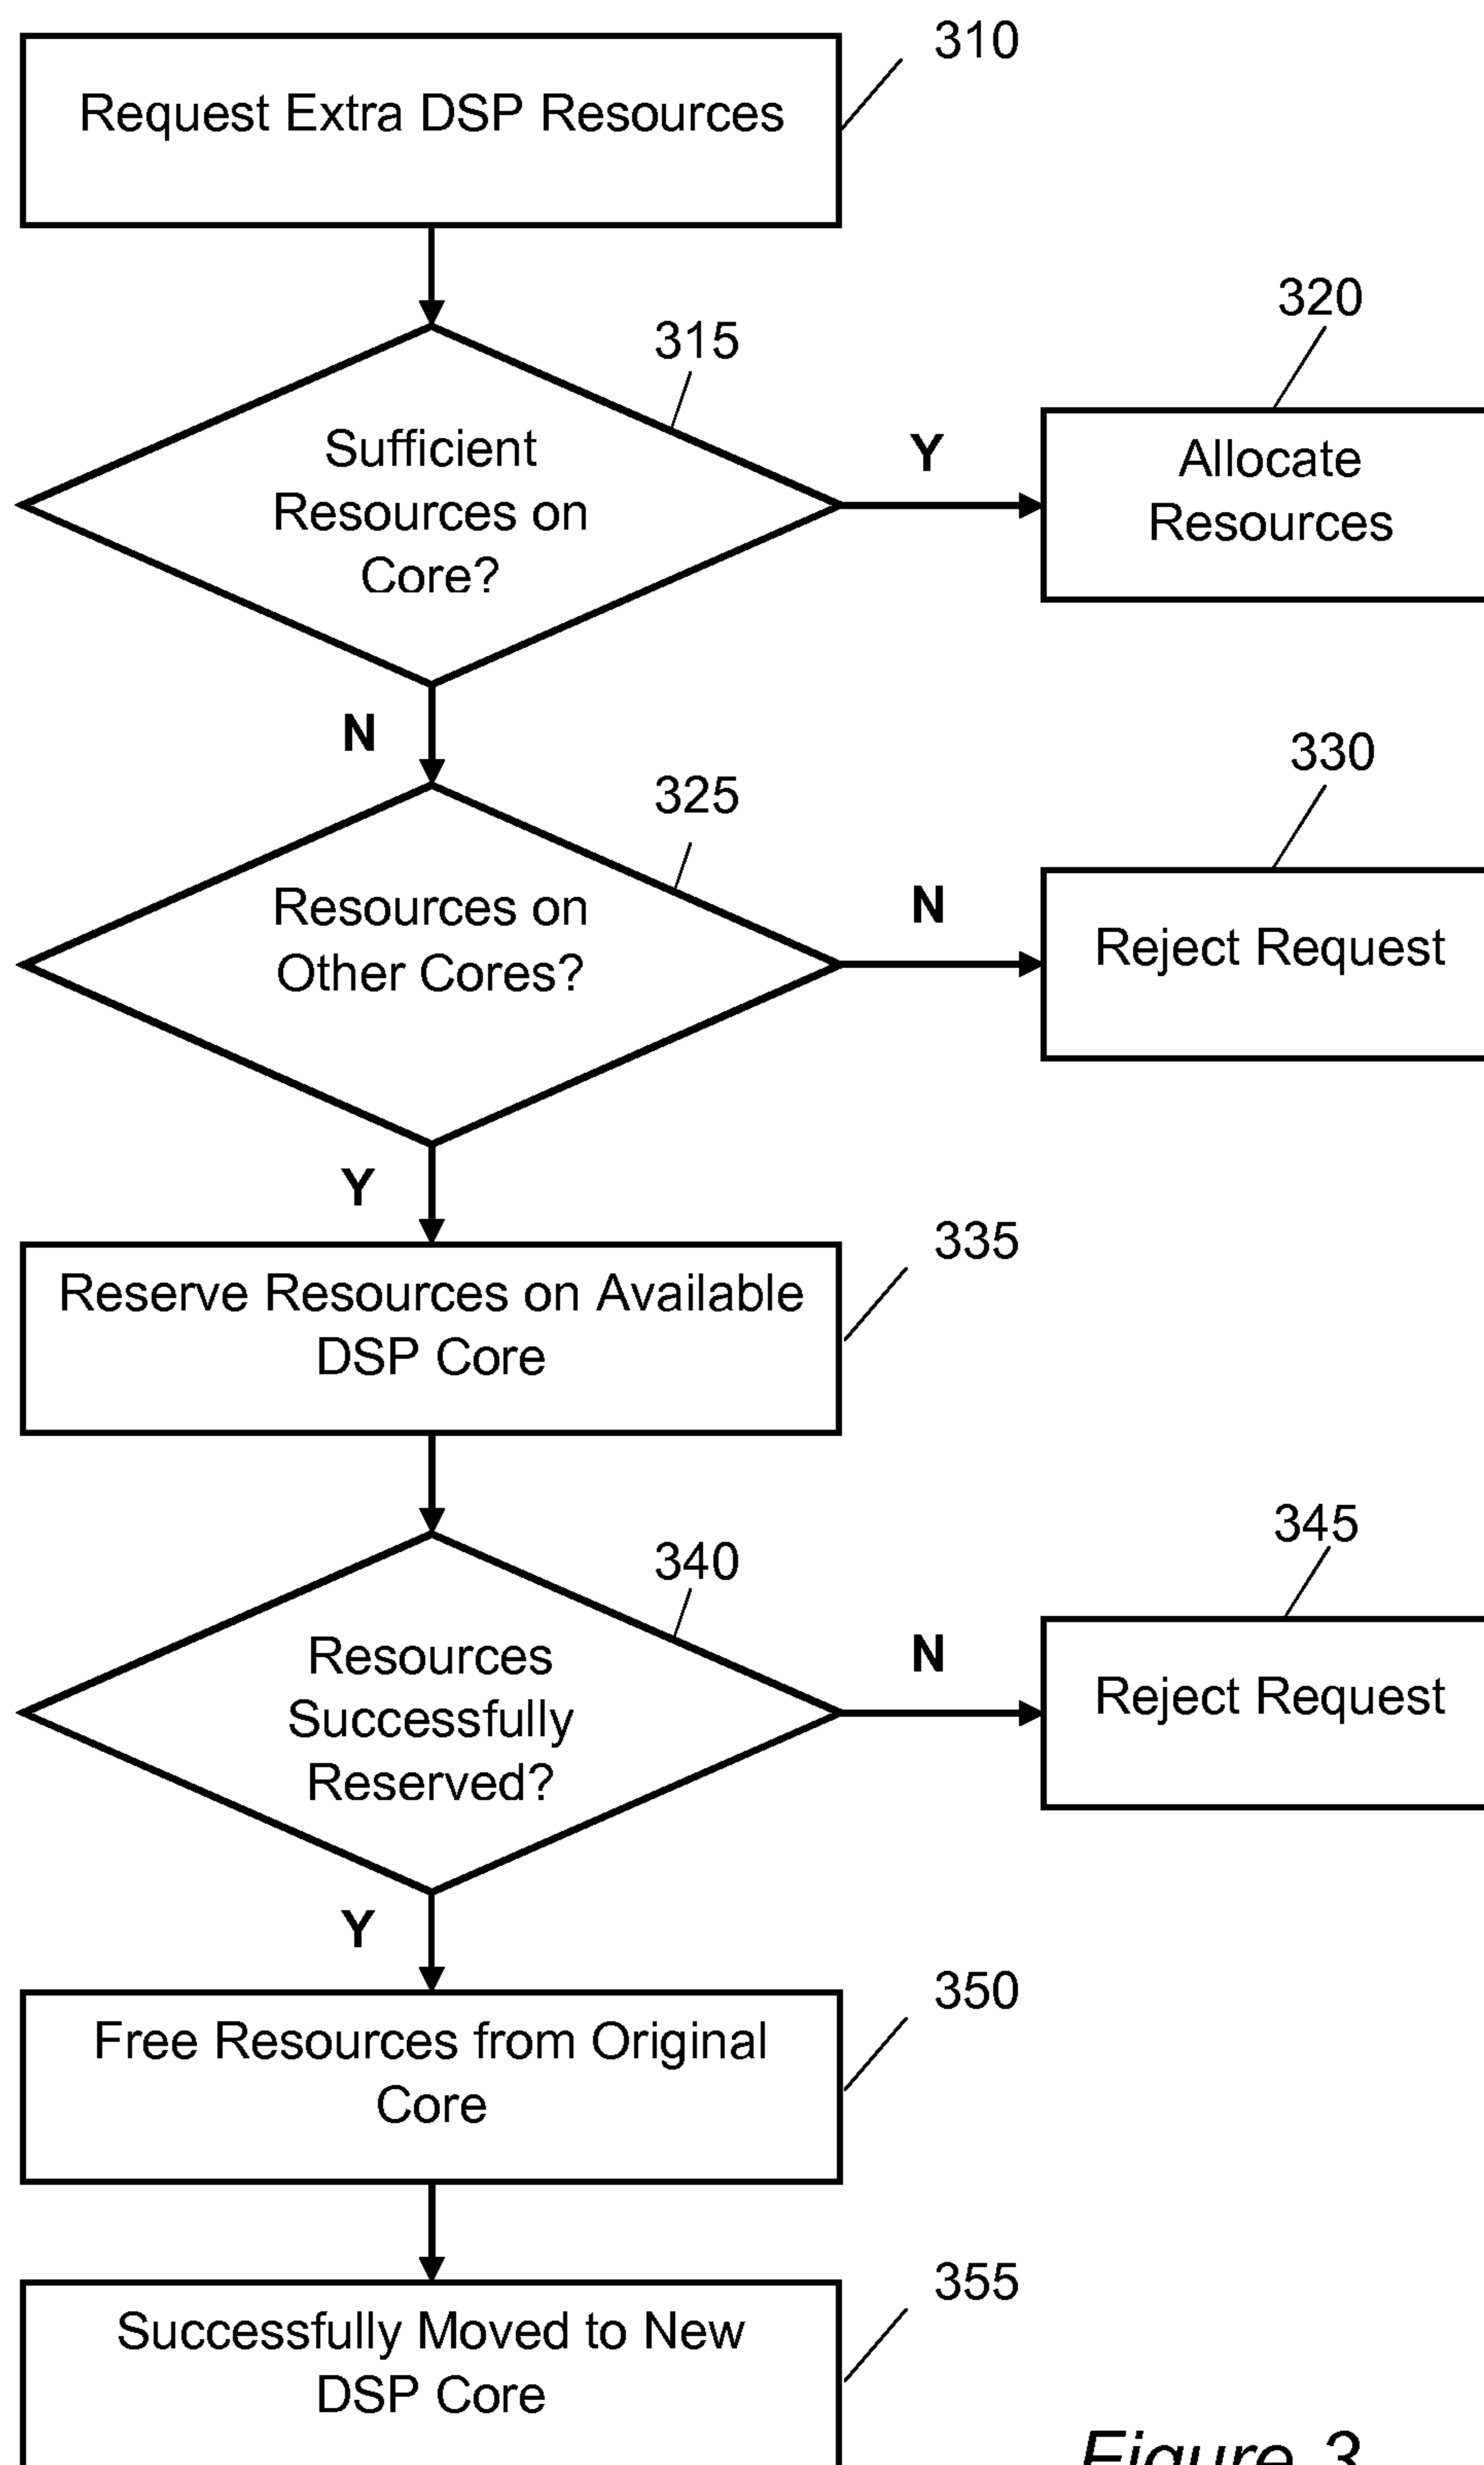 310
Request Extra DSP Resources
320
315
Sufficient
Resources on
Core?
Y
Allocate
Resources
N
330
325
Resources on
Other Cores?
N
Reject Request
Y
335
Reserve Resources on Available
DSP Core
345
340
Resources
Successfully
Reserved?
N
Reject Request
Y
350
Free Resources from Original
Core
355
Successfully Moved to New
DSP Core
Figure 3